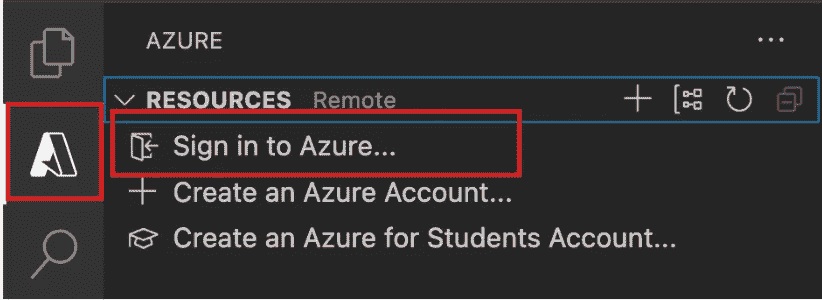 AZURE
RESOURCES Remote
Sign in to Azure...
Create an Azure Account...
Create an Azure for Students Account...